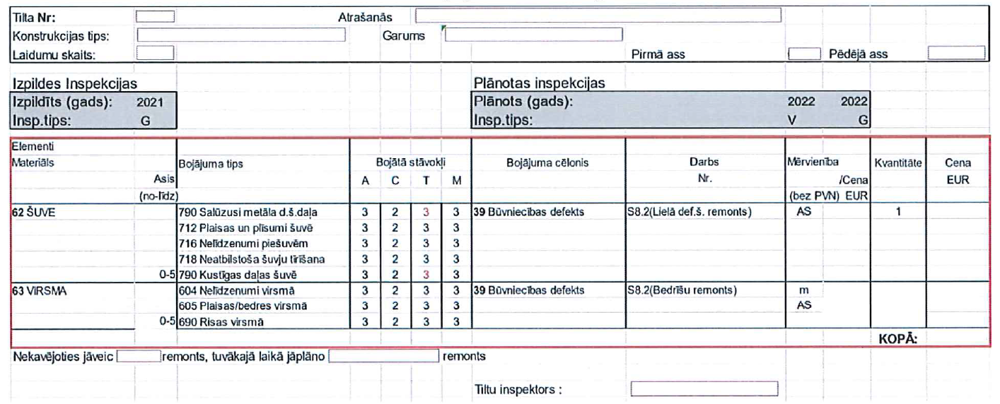 Tilta Nr: Atrašanās
Konstrukcijas tips: Garums
Laidumu skaits: Pirmā ass Pēdējā ass
Izpildes Inspekcijas Plānotas inspekcijas
Izpildīts (gads): 2021 Plānots (gads): 2022 2022
Insp.tips: G Insp.tips: V G
Elementi
Materiāls Bojājuma tips Bojātā stāvokļi Bojājuma cēlonis Darbs Mērvienība Kvantitāte Cena
Asis A C T M Nr. /Cena EUR
(no-līdz) (bez PVN) EUR
62 ŠUVE 790 Salūzusi metāla d.š.daļa 3 2 3 3 39 Būvniecības defekts S8.2(Lielā def.š. remonts) AS 1
712 Plaisas un plīsumi šuvē 3 2 3 3
716 Nelīdzenumi piešuvēm 3 2 3 3
718 Neatbilstoša šuvju tīrīšana 3 2 3 3
0-5 790 Kustīgas daļas šuvē 3 2 3 3
63 VIRSMA 604 Nelīdzenumi virsmā 3 2 3 3 39 Būvniecības defekts S8.2(Bedrīšu remonts) m
605 Plaisas/bedres virsmā 3 2 3 3 AS
0-5 690 Risas virsmā 3 2 3 3
KOPĀ:
Nekavējoties jāveic remonts, tuvākajā laikā jāplāno remonts
Tiltu inspektors :